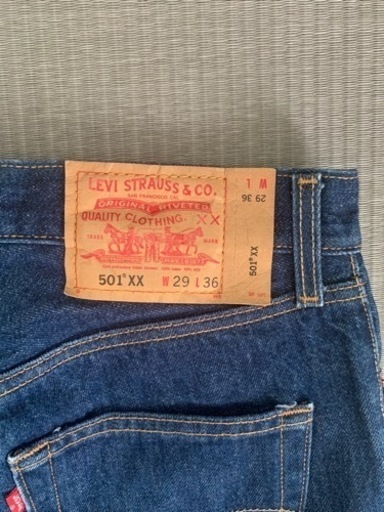 LEVI STRAUSS & CO.
SAN FRANCISCO CAL
ORIGINAL RIVETED
QUALITY CLOTHING. XX
TRADE MARK
501®XX W 29 L 36
W L
29 36
501®XX